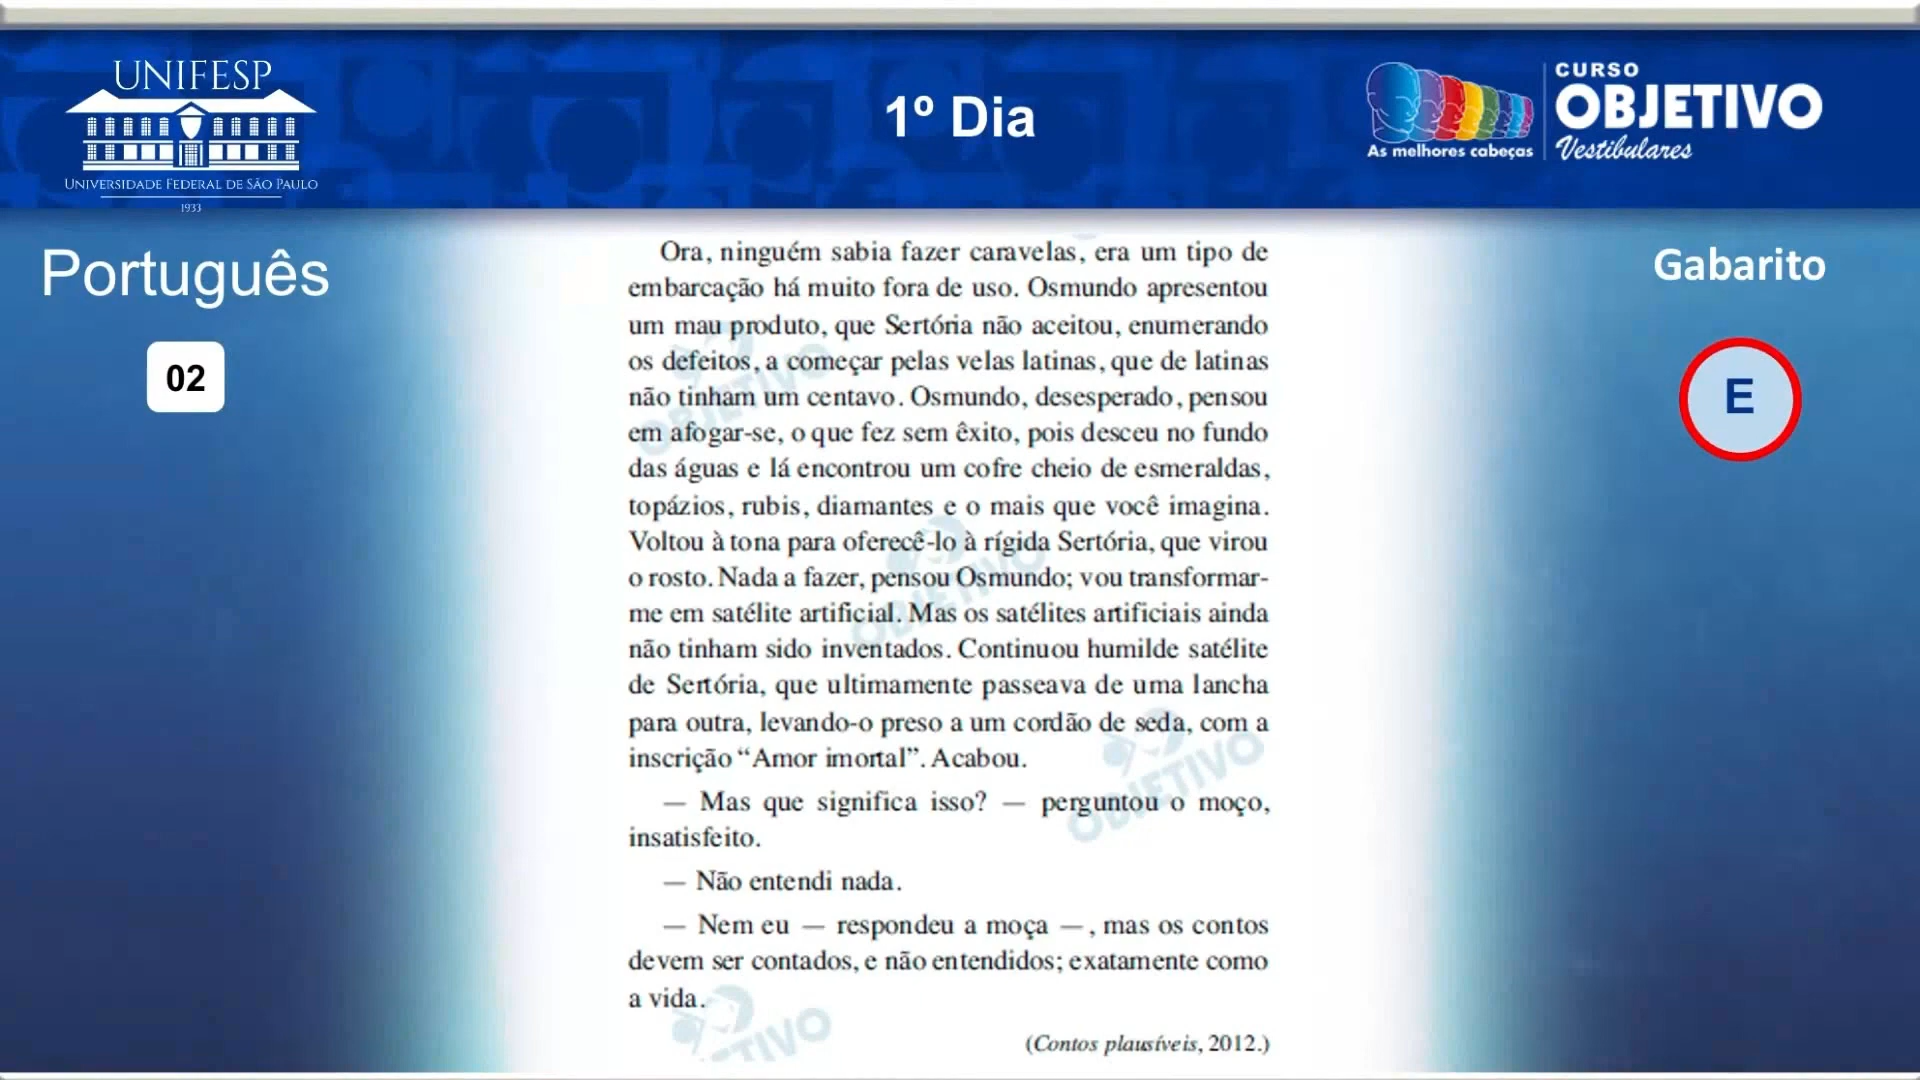 UNIFESP
UNIVERSIDADE FEDERAL DE SÃO PAULO
1933
1º Dia
CURSO
OBJETIVO
As melhores cabeças
Vestibulares
Português
02
Gabarito
E
Ora, ninguém sabia fazer caravelas, era um tipo de
embarcação há muito fora de uso. Osmundo apresentou
um mau produto, que Sertória não aceitou, enumerando
os defeitos, a começar pelas velas latinas, que de latinas
não tinham um centavo. Osmundo, desesperado, pensou
em afogar-se, o que fez sem êxito, pois desceu no fundo
das águas e lá encontrou um cofre cheio de esmeraldas,
topázios, rubis, diamantes e o mais que você imagina.
Voltou à tona para oferecê-lo à rígida Sertória, que virou
o rosto. Nada a fazer, pensou Osmundo; vou transformar-
me em satélite artificial. Mas os satélites artificiais ainda
não tinham sido inventados. Continuou humilde satélite
de Sertória, que ultimamente passeava de uma lancha
para outra, levando-o preso a um cordão de seda, com a
inscrição “Amor imortal”. Acabou.
— Mas que significa isso? — perguntou o moço,
insatisfeito.
— Não entendi nada.
— Nem eu — respondeu a moça —, mas os contos
devem ser contados, e não entendidos; exatamente como
a vida.
(Contos plausíveis, 2012.)
OBJETIVO
OBJETIVO
OBJETIVO